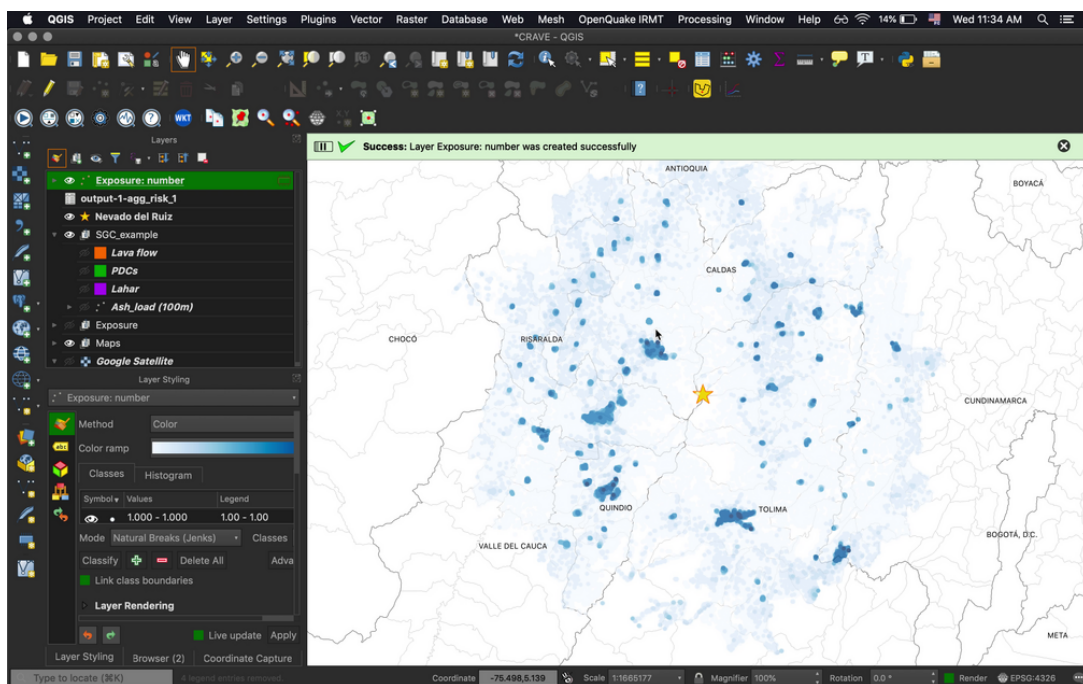 QGIS Project Edit View Layer Settings Plugins Vector Raster Database Web Mesh OpenQuake IRMT Processing Window Help 14% Wed 11:34 AM
*CRAVE - QGIS
WKT
Layers
Success: Layer Exposure: number was created successfully
Exposure: number
output-1-agg_risk_1
Nevado del Ruiz
SGC_example
Lava flow
PDCs
Lahar
Ash_load (100m)
Exposure
Maps
Google Satellite
Layer Styling
Exposure: number
Method Color
abc
Color ramp
Classes Histogram
Symbol Values Legend
1.000 - 1.000 1.00 - 1.00
Mode Natural Breaks (Jenks) Classes
Classify Delete All Adva
Link class boundaries
Layer Rendering
Live update Apply
Layer Styling Browser (2) Coordinate Capture
ANTIOQUIA
BOYACÁ
CALDAS
CHOCÓ
RISARALDA
CUNDINAMARCA
QUINDIO
TOLIMA
VALLE DEL CAUCA
BOGOTÁ, D.C.
META
Type to locate (⌘K) 4 legend entries removed. Coordinate -75.498,5.139 Scale 1:1665177 Magnifier 100% Rotation 0.0 ° Render EPSG:4326